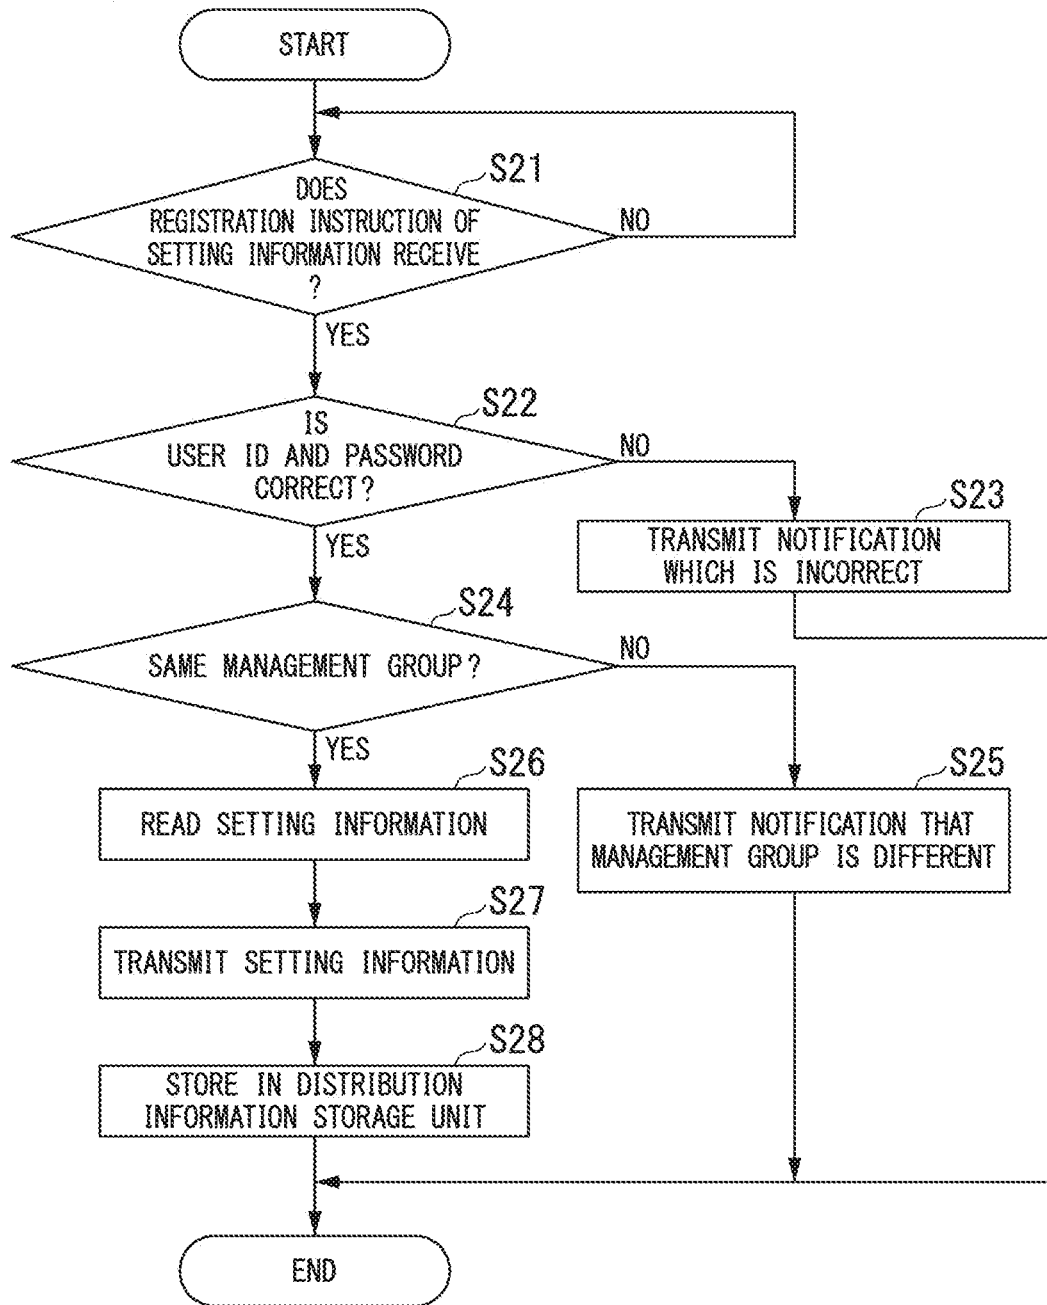 START
S21
DOES
REGISTRATION INSTRUCTION OF
SETTING INFORMATION RECEIVE
?
NO
YES
S22
IS
USER ID AND PASSWORD
CORRECT?
NO
YES
S23
TRANSMIT NOTIFICATION
WHICH IS INCORRECT
S24
SAME MANAGEMENT GROUP?
NO
YES
S25
TRANSMIT NOTIFICATION THAT
MANAGEMENT GROUP IS DIFFERENT
S26
READ SETTING INFORMATION
S27
TRANSMIT SETTING INFORMATION
S28
STORE IN DISTRIBUTION
INFORMATION STORAGE UNIT
END